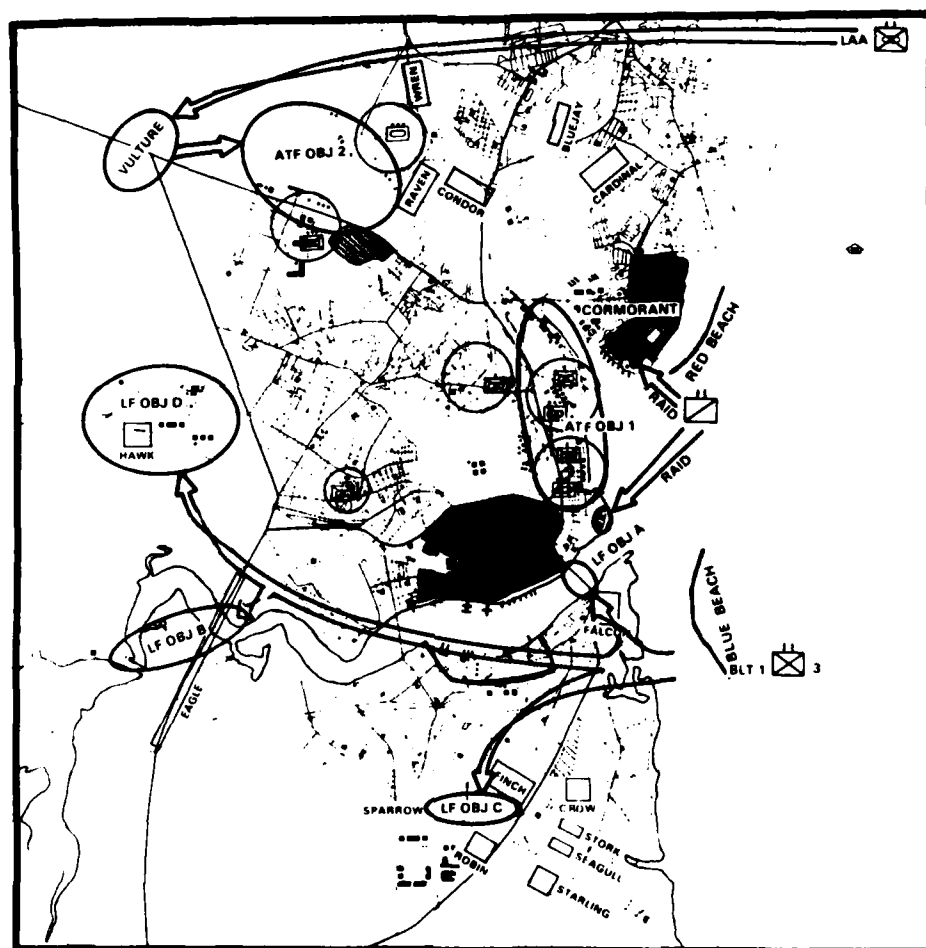 LAA
WREN
BLUEJAY
VULTURE
ATF OBJ 2
RAVEN
CONDOR
CARDINAL
CORMORANT
RED BEACH
RAID
LF OBJ D
HAWK
ATF OBJ 1
RAID
LF OBJ A
BLUE BEACH
LF OBJ B
BLT 1 3
EAGLE
FINCH
SPARROW LF OBJ C
CROW
STORK
ROBIN
SEAGULL
STARLING